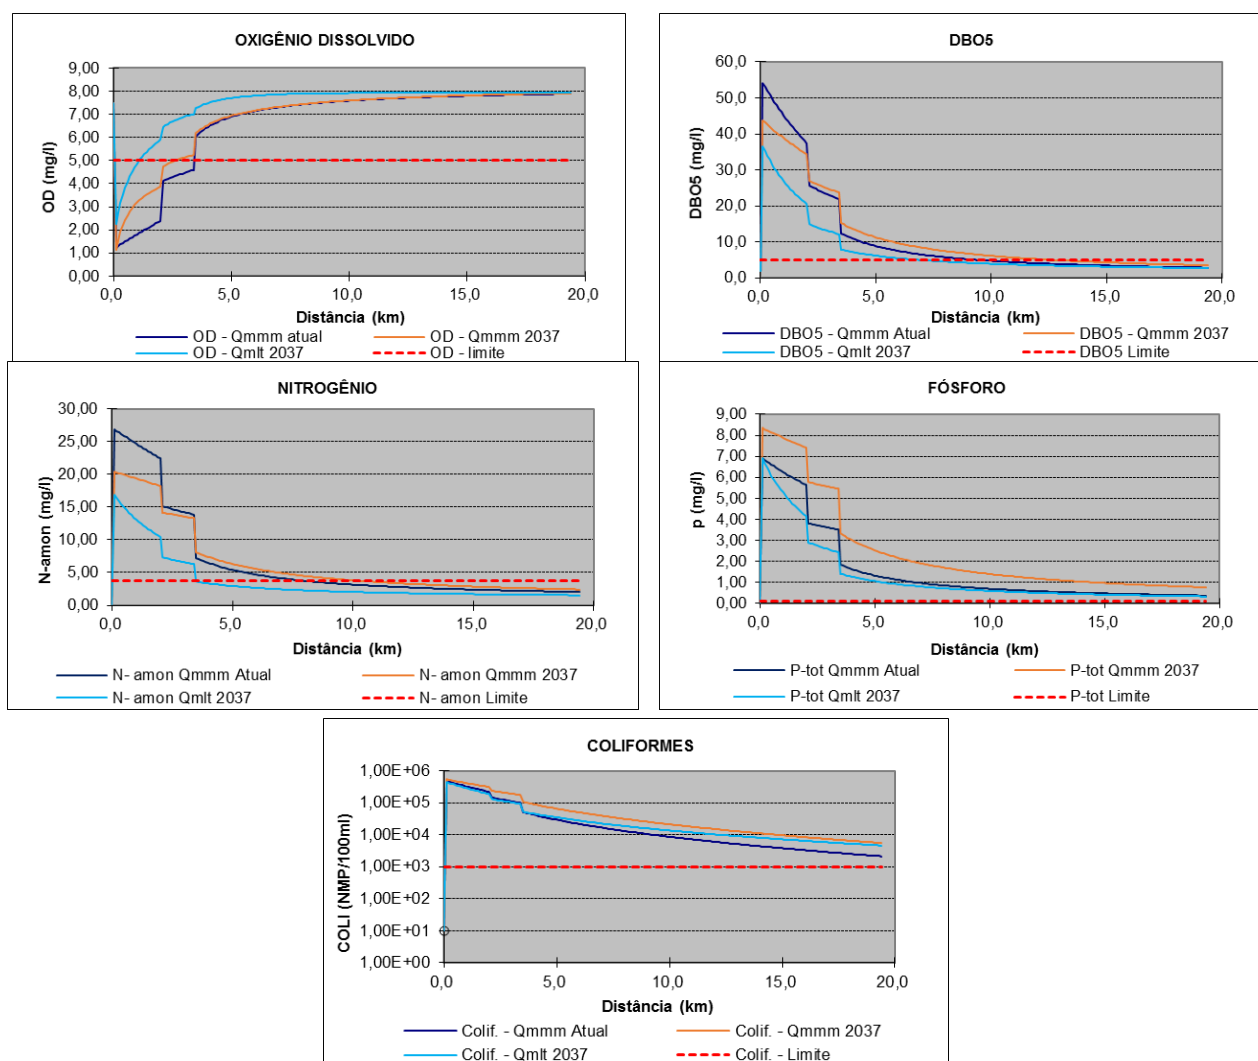 OXIGÊNIO DISSOLVIDO
9,00
8,00
7,00
6,00
5,00
4,00
3,00
2,00
1,00
0,00
OD (mg/l)
0,0 5,0 10,0 15,0 20,0
Distância (km)
OD - Qmmm atual OD - Qmmm 2037
OD - Qmlt 2037 OD - limite
DBO5
60,0
50,0
40,0
30,0
20,0
10,0
0,0
DBO5 (mg/l)
0,0 5,0 10,0 15,0 20,0
Distância (km)
DBO5 - Qmmm Atual DBO5 - Qmmm 2037
DBO5 - Qmlt 2037 DBO5 Limite
NITROGÊNIO
30,00
25,00
20,00
15,00
10,00
5,00
0,00
N-amon (mg/l)
0,0 5,0 10,0 15,0 20,0
Distância (km)
N- amon Qmmm Atual N- amon Qmmm 2037
N- amon Qmlt 2037 N- amon Limite
FÓSFORO
9,00
8,00
7,00
6,00
5,00
4,00
3,00
2,00
1,00
0,00
p (mg/l)
0,0 5,0 10,0 15,0 20,0
Distância (km)
P-tot Qmmm Atual P-tot Qmmm 2037
P-tot Qmlt 2037 P-tot Limite
COLIFORMES
1,00E+06
1,00E+05
1,00E+04
1,00E+03
1,00E+02
1,00E+01
1,00E+00
COLI (NMP/100ml)
0,0 5,0 10,0 15,0 20,0
Distância (km)
Colif. - Qmmm Atual Colif. - Qmmm 2037
Colif. - Qmlt 2037 Colif. - Limite